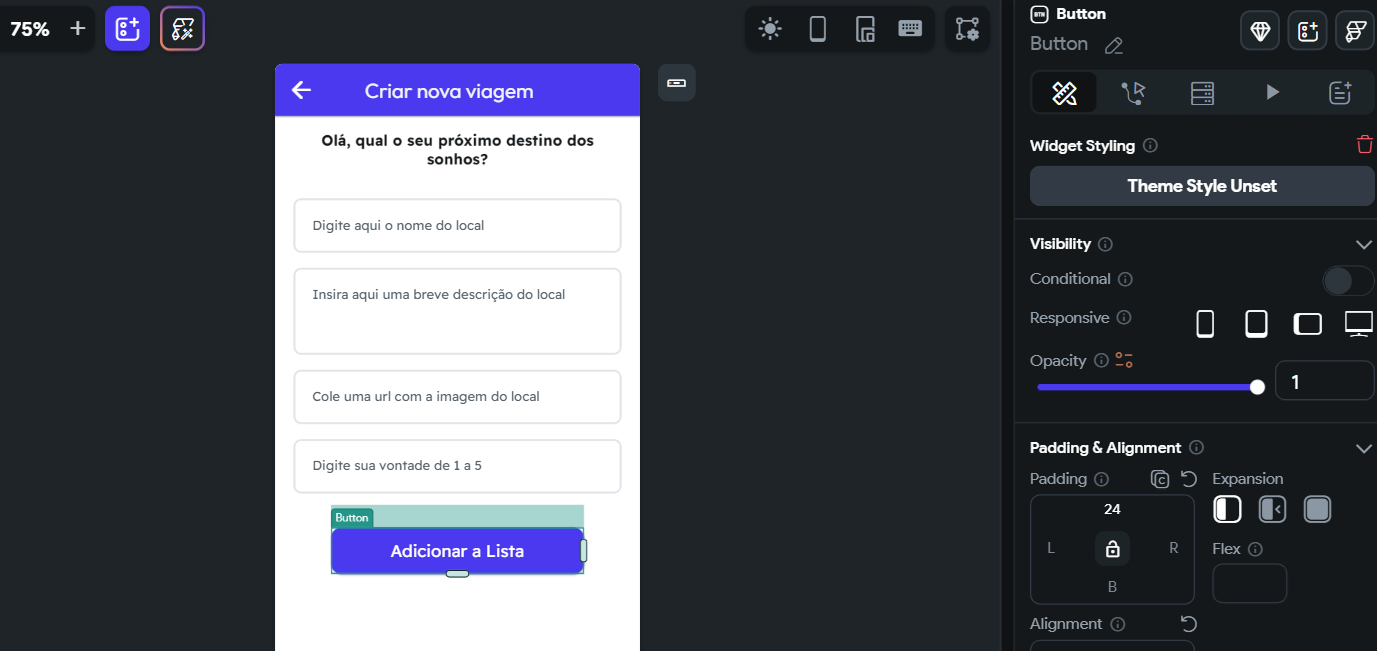 75%
Criar nova viagem
Olá, qual o seu próximo destino dos
sonhos?
Digite aqui o nome do local
Insira aqui uma breve descrição do local
Cole uma url com a imagem do local
Digite sua vontade de 1 a 5
Button
Adicionar a Lista
BTN Button
Button
Widget Styling
Theme Style Unset
Visibility
Conditional
Responsive
Opacity
1
Padding & Alignment
Padding
Expansion
24
L
R
B
Flex
Alignment